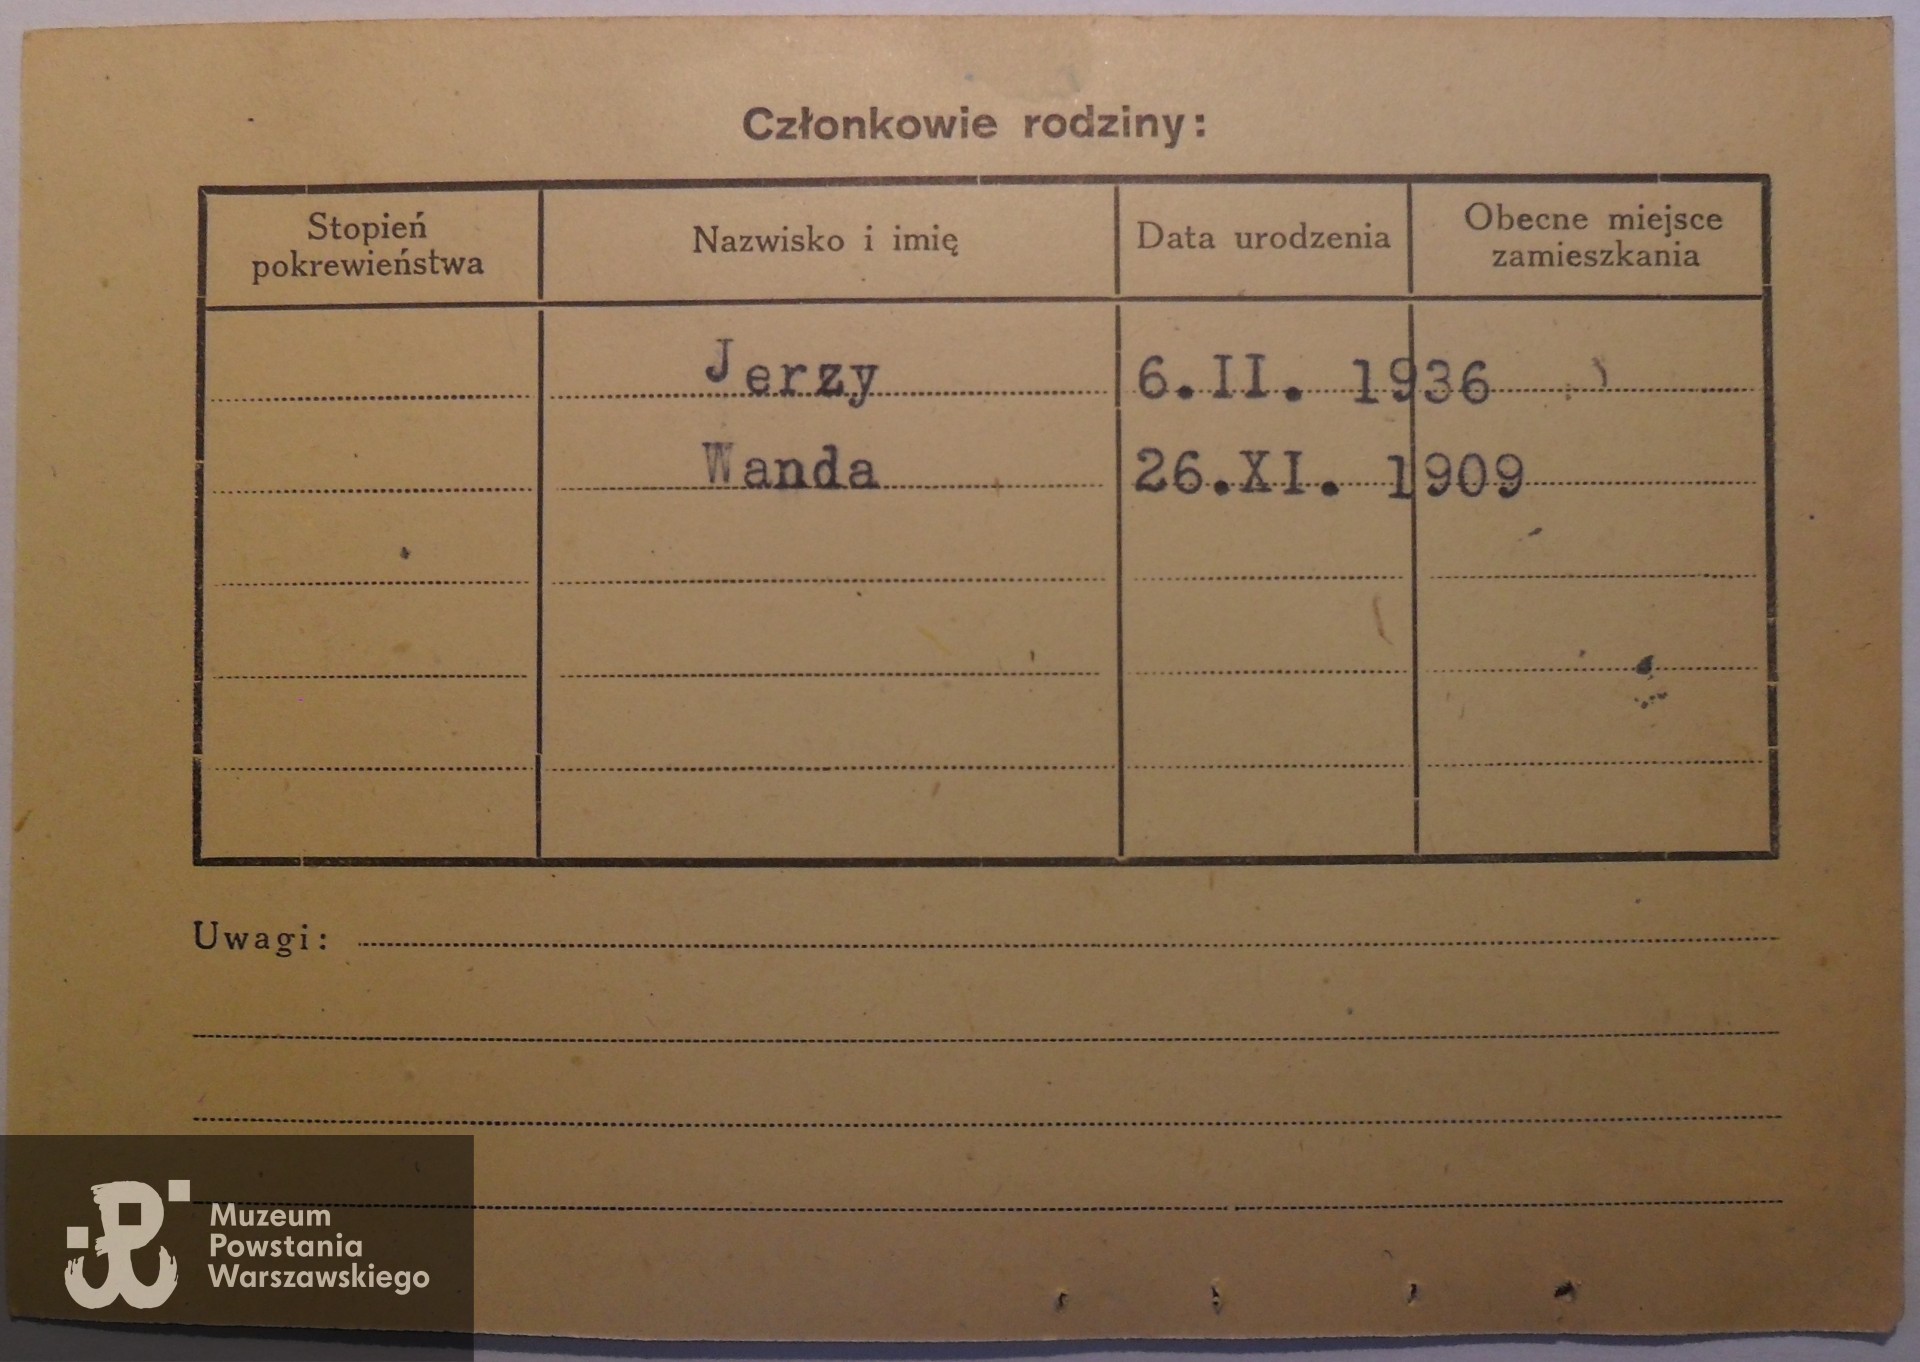 Członkowie rodziny:
Stopień pokrewieństwa
Nazwisko i imię
Data urodzenia
Obecne miejsce zamieszkania
Jerzy 6.II. 1936
Wanda 26.XI. 1909
Uwagi:
Muzeum
Powstania
Warszawskiego